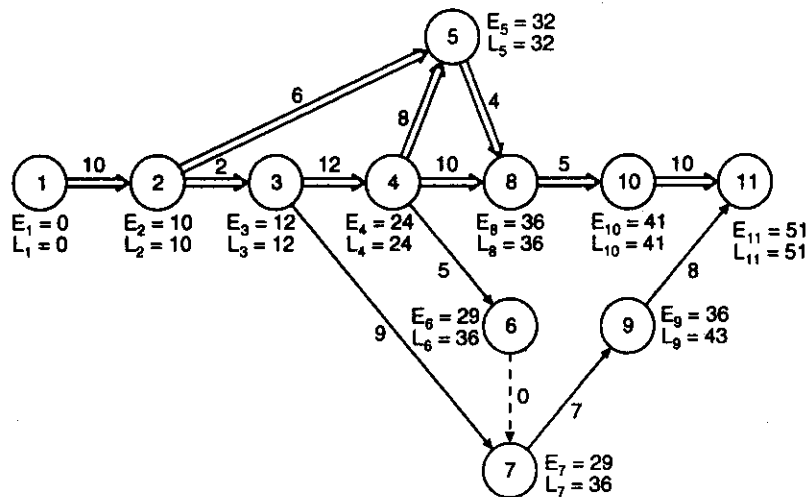 5
E₅ = 32
L₅ = 32
6
8
4
10
2
12
10
5
10
1
2
3
4
8
10
11
E₁ = 0
L₁ = 0
E₂ = 10
L₂ = 10
E₃ = 12
L₃ = 12
E₄ = 24
L₄ = 24
E₈ = 36
L₈ = 36
E₁₀ = 41
L₁₀ = 41
E₁₁ = 51
L₁₁ = 51
5
8
9
E₆ = 29
L₆ = 36
6
9
E₉ = 36
L₉ = 43
0
7
7
E₇ = 29
L₇ = 36